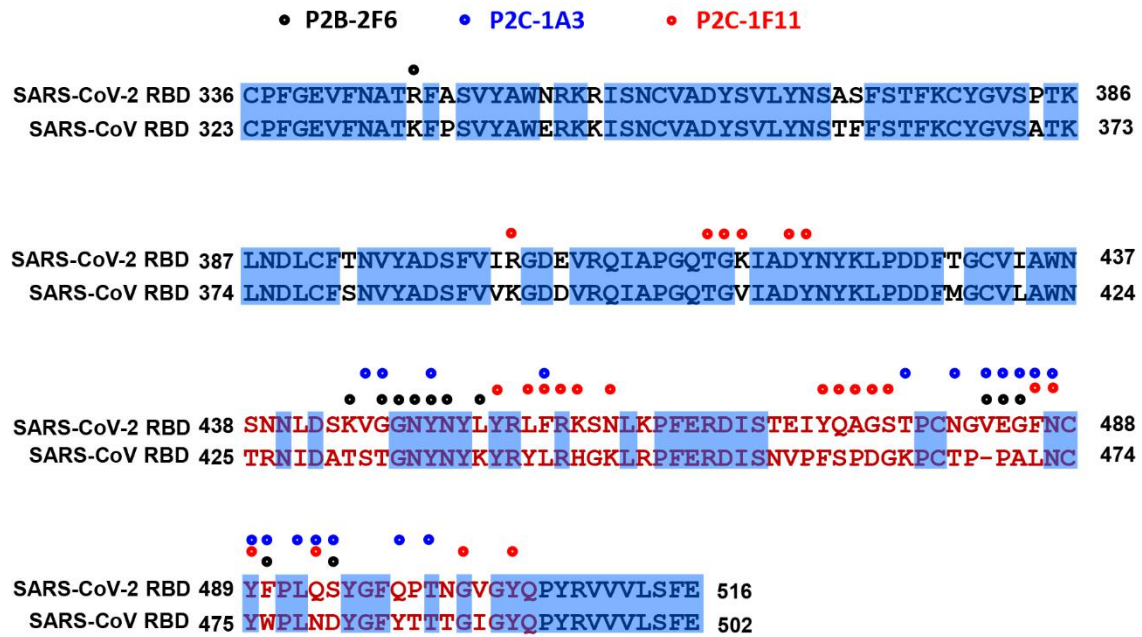 P2B-2F6 P2C-1A3 P2C-1F11
SARS-CoV-2 RBD 336 CPFGEVFNATRFASVYAWNRKRISNCVADYSVLYNSASFSTFKCYGVSPTK 386
SARS-CoV RBD 323 CPFGEVFNATKFPSVYAWERKKISNCVADYSVLYNSTFFSTFKCYGVSATK 373
SARS-CoV-2 RBD 387 LNDLCFTNVYADSFVIRGDEVRQIAPGQTGKIADYNYKLPDDFTGCVIAWN 437
SARS-CoV RBD 374 LNDLCFSNVYADSFVVKGDDVRQIAPGQTGVIADYNYKLPDDFMGCVLAWN 424
SARS-CoV-2 RBD 438 SNNLDSKVGGNYNYLYRLFRKSNLKPFERDISTEIYQAGSTPCNGVEGFNC 488
SARS-CoV RBD 425 TRNIDATSTGNYNYKYRYLRHGKLRPFERDISNVPFSPDGKPCTP-PALNC 474
SARS-CoV-2 RBD 489 YFPLQSYGFQPTNGVGYQPYRVVVLSFE 516
SARS-CoV RBD 475 YWPLNDYGFYTTTGIGYQPYRVVVLSFE 502